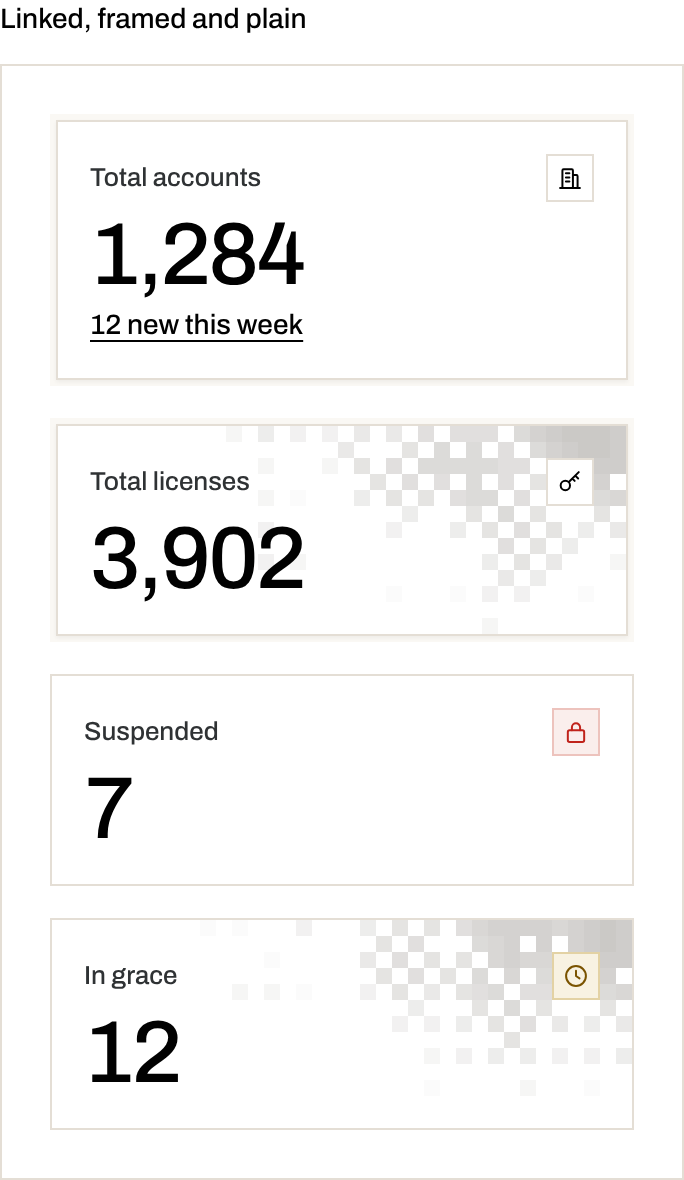 Linked, framed and plain
Total accounts
1,284
12 new this week
Total licenses
3,902
Suspended
7
In grace
12